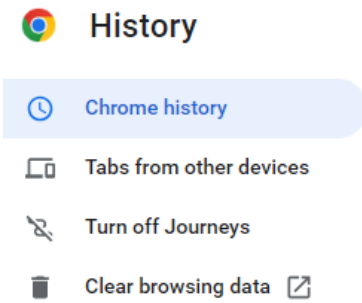 History
Chrome history
Tabs from other devices
Turn off Journeys
Clear browsing data